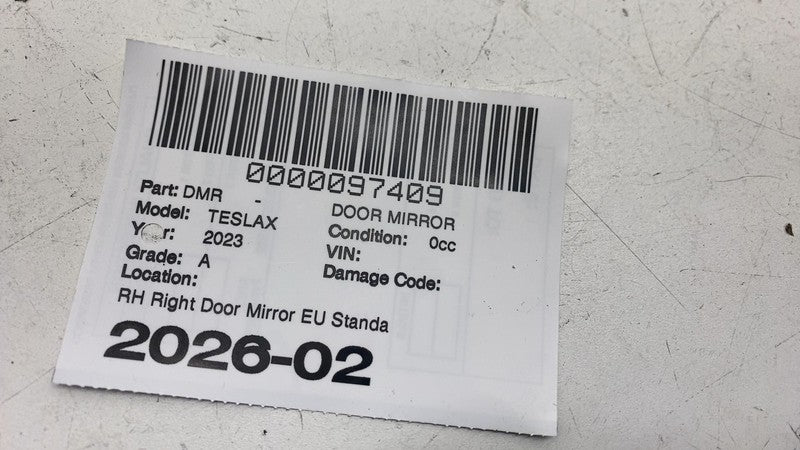 0000097409
Part: DMR - DOOR MIRROR
Model: TESLAX Condition: 0cc
Year: 2023 VIN:
Grade: A Damage Code:
Location:
RH Right Door Mirror EU Standa
2026-02